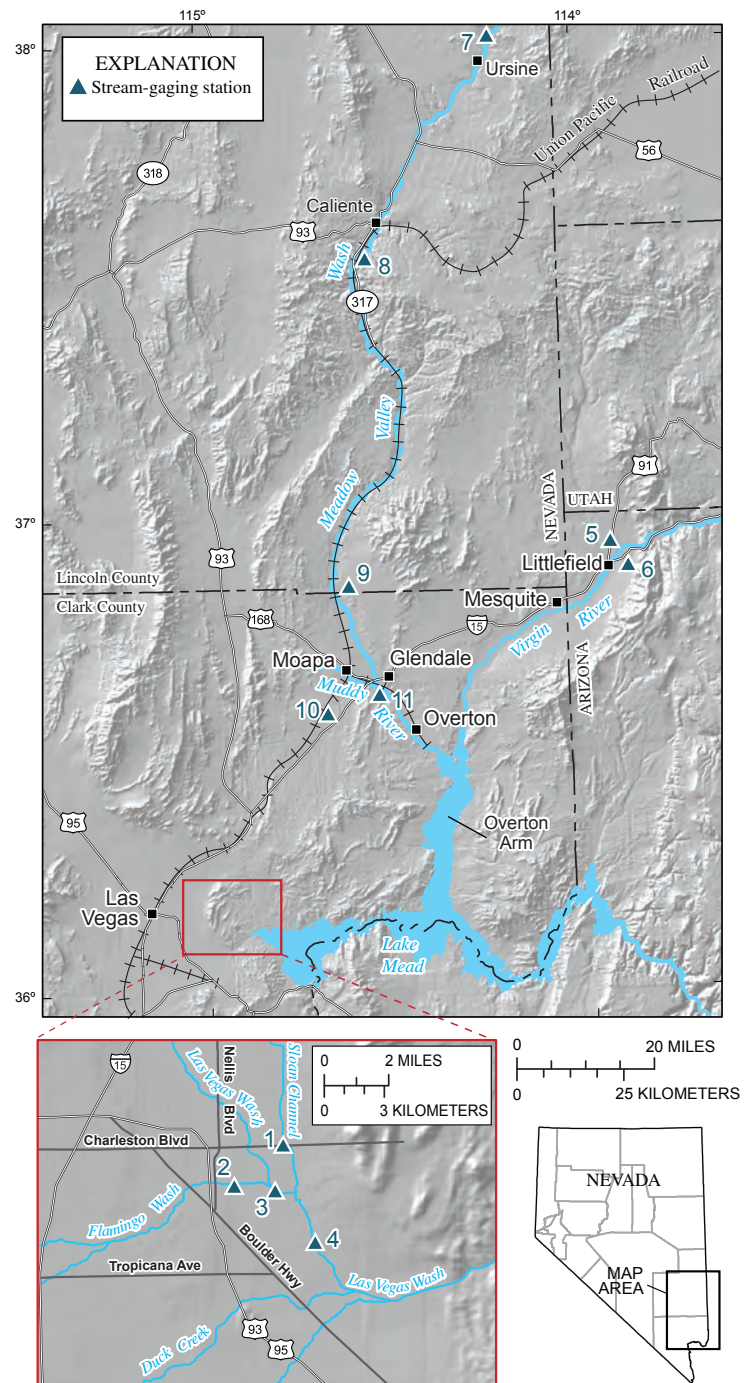 115°
114°
38°
EXPLANATION
Stream-gaging station
7
Ursine
Union Pacific Railroad
56
318
Caliente
93
8
317
Meadow Valley Wash
91
37°
NEVADA
UTAH
5
Littlefield
6
Lincoln County
Clark County
9
93
168
Mesquite
15
Virgin River
ARIZONA
Moapa
Glendale
Muddy River
11
10
Overton
95
Overton
Arm
Las
Vegas
Lake
Mead
36°
15
Las Vegas Wash
Nellis
Blvd
Sloan Channel
0 2 MILES
0 3 KILOMETERS
Charleston Blvd
1
2
3
Flamingo Wash
4
Boulder Hwy
Tropicana Ave
Las Vegas Wash
Duck Creek
93
95
0 20 MILES
0 25 KILOMETERS
NEVADA
MAP
AREA